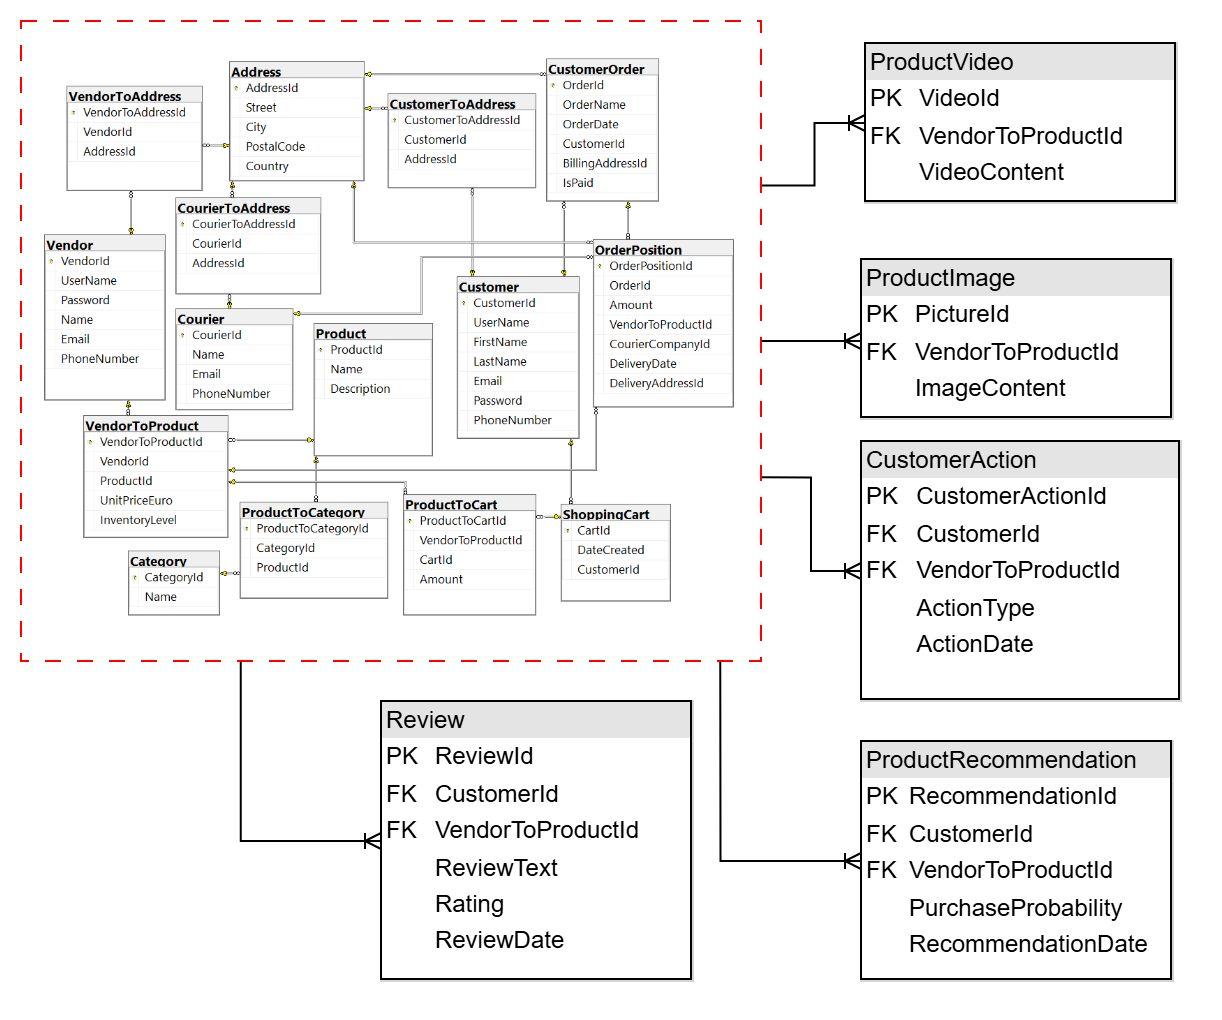 VendorToAddress
VendorToAddressId
VendorId
AddressId
Address
AddressId
Street
City
PostalCode
Country
CustomerToAddress
CustomerToAddressId
CustomerId
AddressId
CustomerOrder
OrderId
OrderName
OrderDate
CustomerId
BillingAddressId
IsPaid
CourierToAddress
CourierToAddressId
CourierId
AddressId
Vendor
VendorId
UserName
Password
Name
Email
PhoneNumber
Courier
CourierId
Name
Email
PhoneNumber
Product
ProductId
Name
Description
Customer
CustomerId
UserName
FirstName
LastName
Email
Password
PhoneNumber
OrderPosition
OrderPositionId
OrderId
Amount
VendorToProductId
CourierCompanyId
DeliveryDate
DeliveryAddressId
VendorToProduct
VendorToProductId
VendorId
ProductId
UnitPriceEuro
InventoryLevel
ProductToCategory
ProductToCategoryId
CategoryId
ProductId
ProductToCart
ProductToCartId
VendorToProductId
CartId
Amount
ShoppingCart
CartId
DateCreated
CustomerId
Category
CategoryId
Name
ProductVideo
PK VideoId
FK VendorToProductId
VideoContent
ProductImage
PK PictureId
FK VendorToProductId
ImageContent
CustomerAction
PK CustomerActionId
FK CustomerId
FK VendorToProductId
ActionType
ActionDate
Review
PK ReviewId
FK CustomerId
FK VendorToProductId
ReviewText
Rating
ReviewDate
ProductRecommendation
PK RecommendationId
FK CustomerId
FK VendorToProductId
PurchaseProbability
RecommendationDate